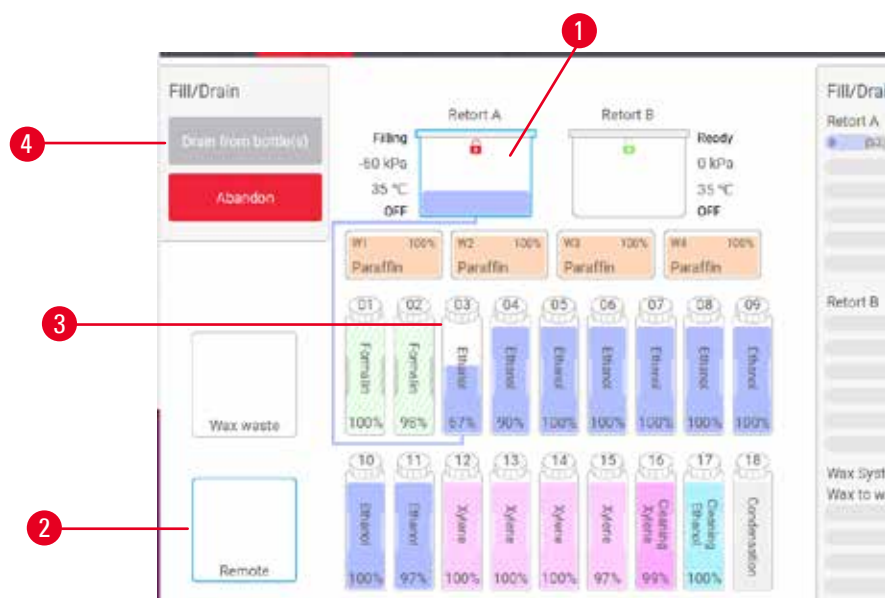 1
Fill/Drain
Drain from bottle(s)
Abandon
4
Retort A
Retort B
Filling
-60 kPa
35 °C
OFF
Ready
0 kPa
35 °C
OFF
W1 100%
Paraffin
W2 100%
Paraffin
W3 100%
Paraffin
W4 100%
Paraffin
3
01 02 03 04 05 06 07 08 09
Formalin Formalin Ethanol Ethanol Ethanol Ethanol Ethanol Ethanol Ethanol
100% 98% 67% 90% 100% 100% 100% 100% 100%
Wax waste
10 11 12 13 14 15 16 17 18
Ethanol Ethanol Xylene Xylene Xylene Xylene Cleaning Xylene Cleaning Ethanol Condensation
100% 97% 100% 100% 100% 97% 99% 100%
2
Remote
Fill/Drai
Retort A
Retort B
Wax Syst
Wax to w